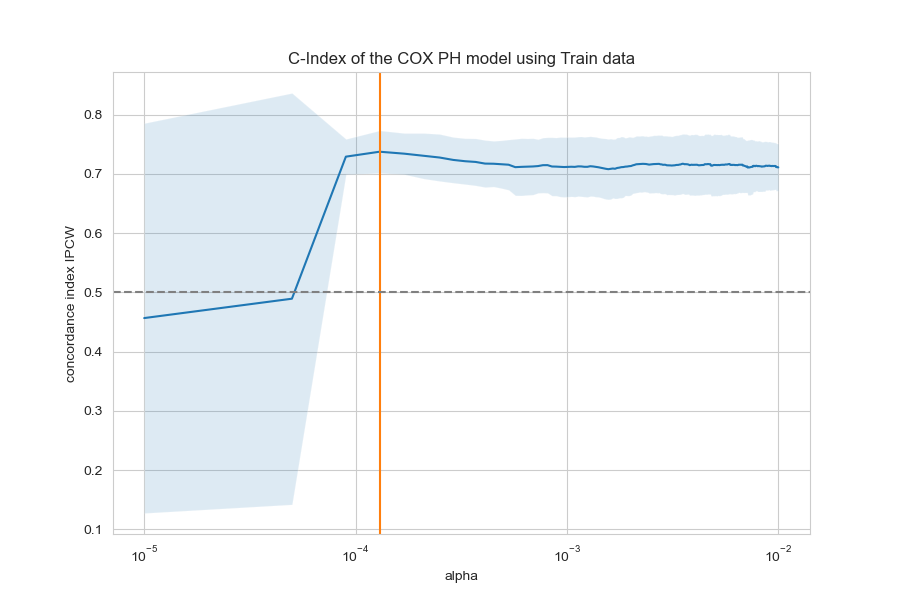 C-Index of the COX PH model using Train data
concordance index IPCW
0.8
0.7
0.6
0.5
0.4
0.3
0.2
0.1
10⁻⁵ 10⁻⁴ 10⁻³ 10⁻²
alpha